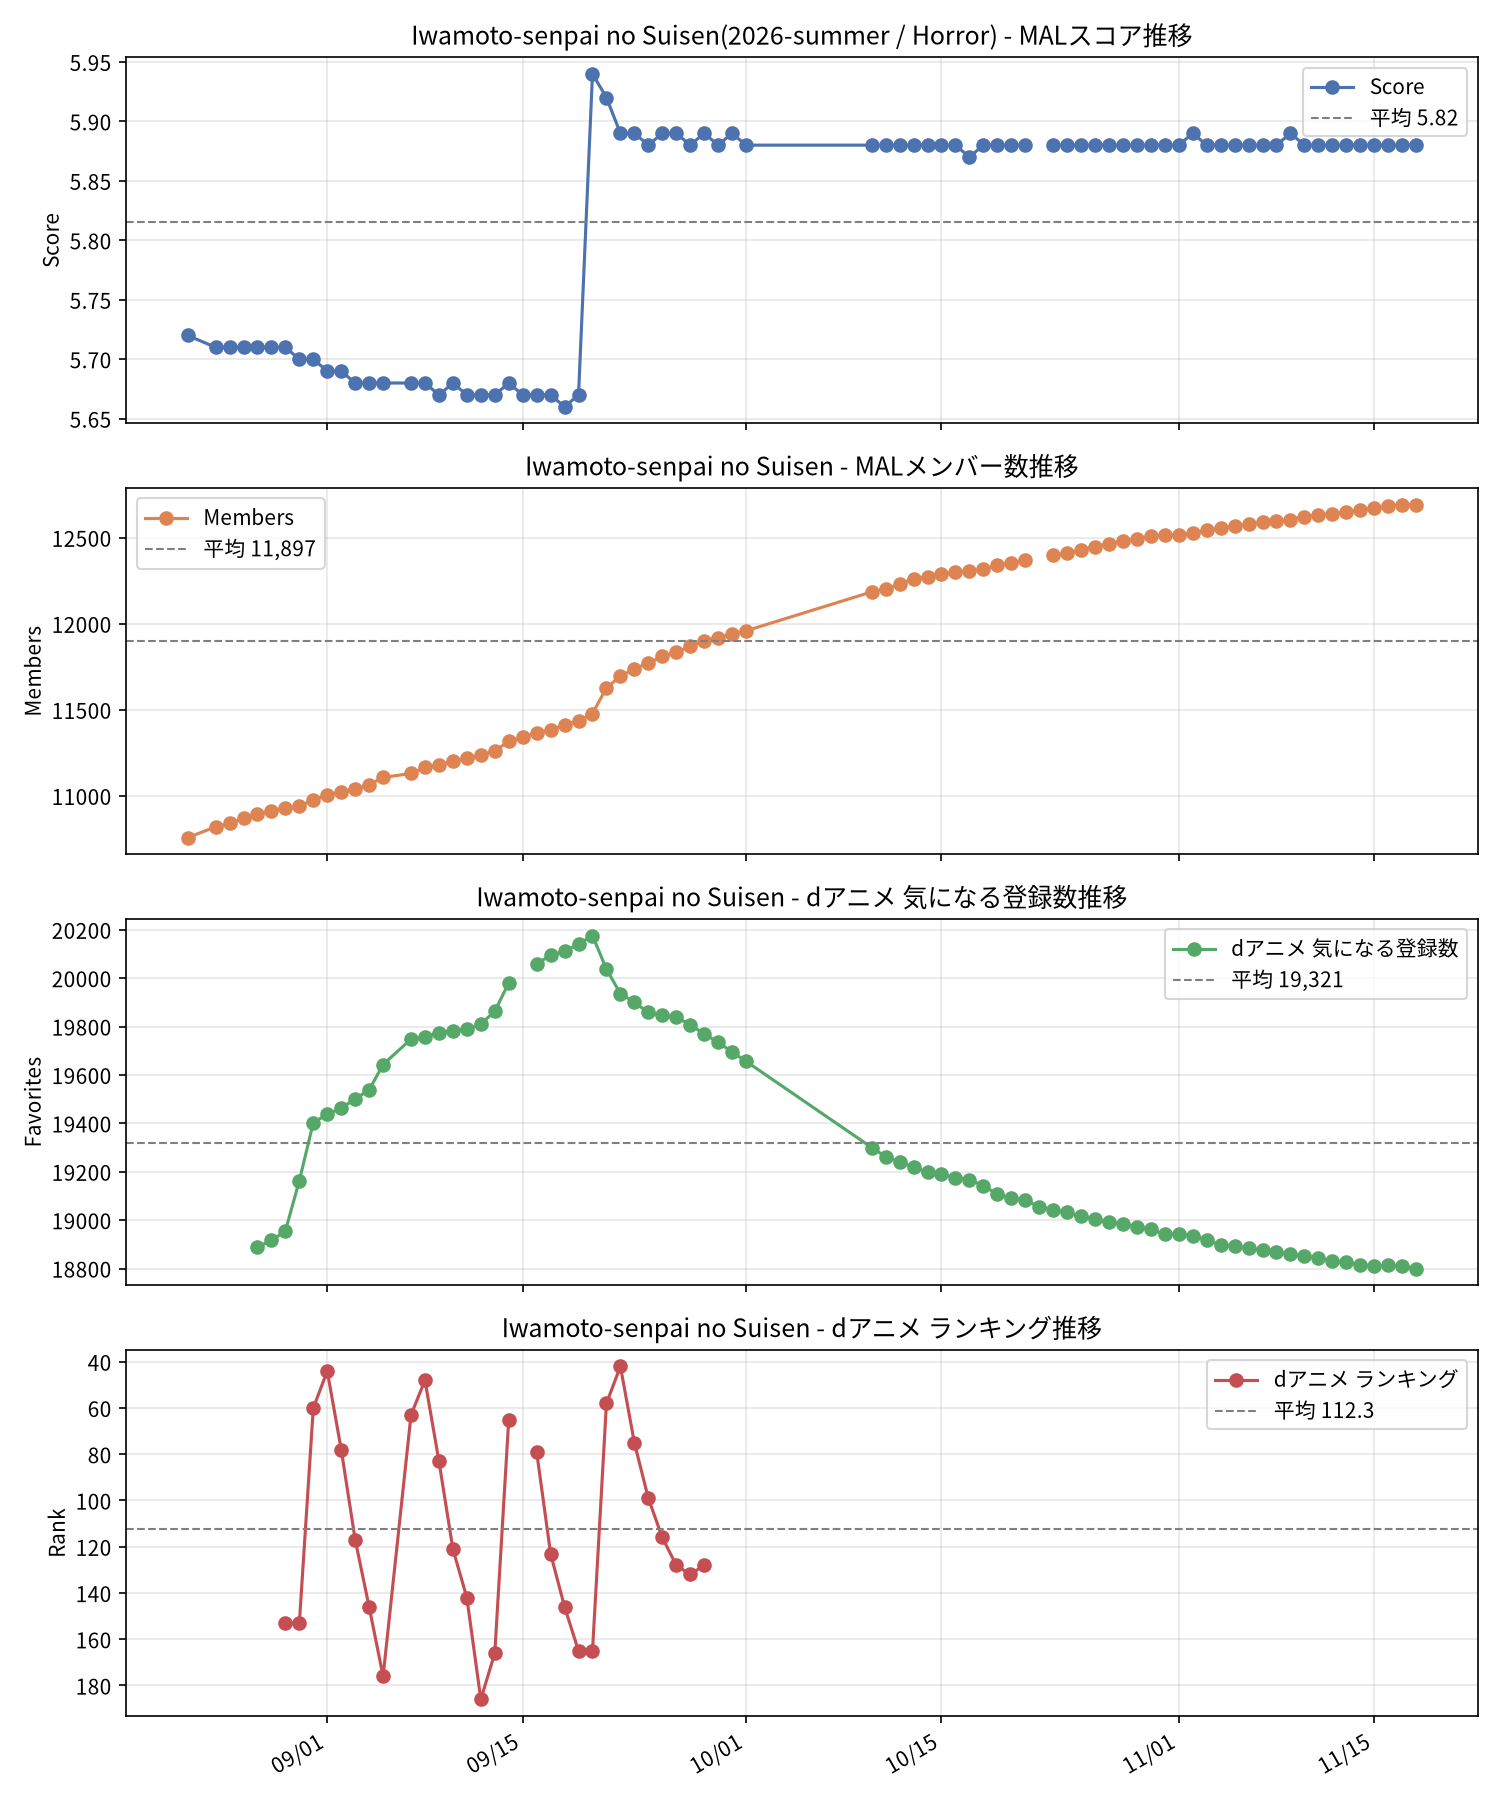 Iwamoto-senpai no Suisen(2026-summer / Horror) - MALスコア推移
Score
平均 5.82
5.95
5.90
5.85
5.80
5.75
5.70
5.65
Score
Iwamoto-senpai no Suisen - MALメンバー数推移
Members
平均 11,897
12500
12000
11500
11000
Members
Iwamoto-senpai no Suisen - dアニメ 気になる登録数推移
dアニメ 気になる登録数
平均 19,321
20200
20000
19800
19600
19400
19200
19000
18800
Favorites
Iwamoto-senpai no Suisen - dアニメ ランキング推移
dアニメ ランキング
平均 112.3
40
60
80
100
120
140
160
180
Rank
09/01
09/15
10/01
10/15
11/01
11/15